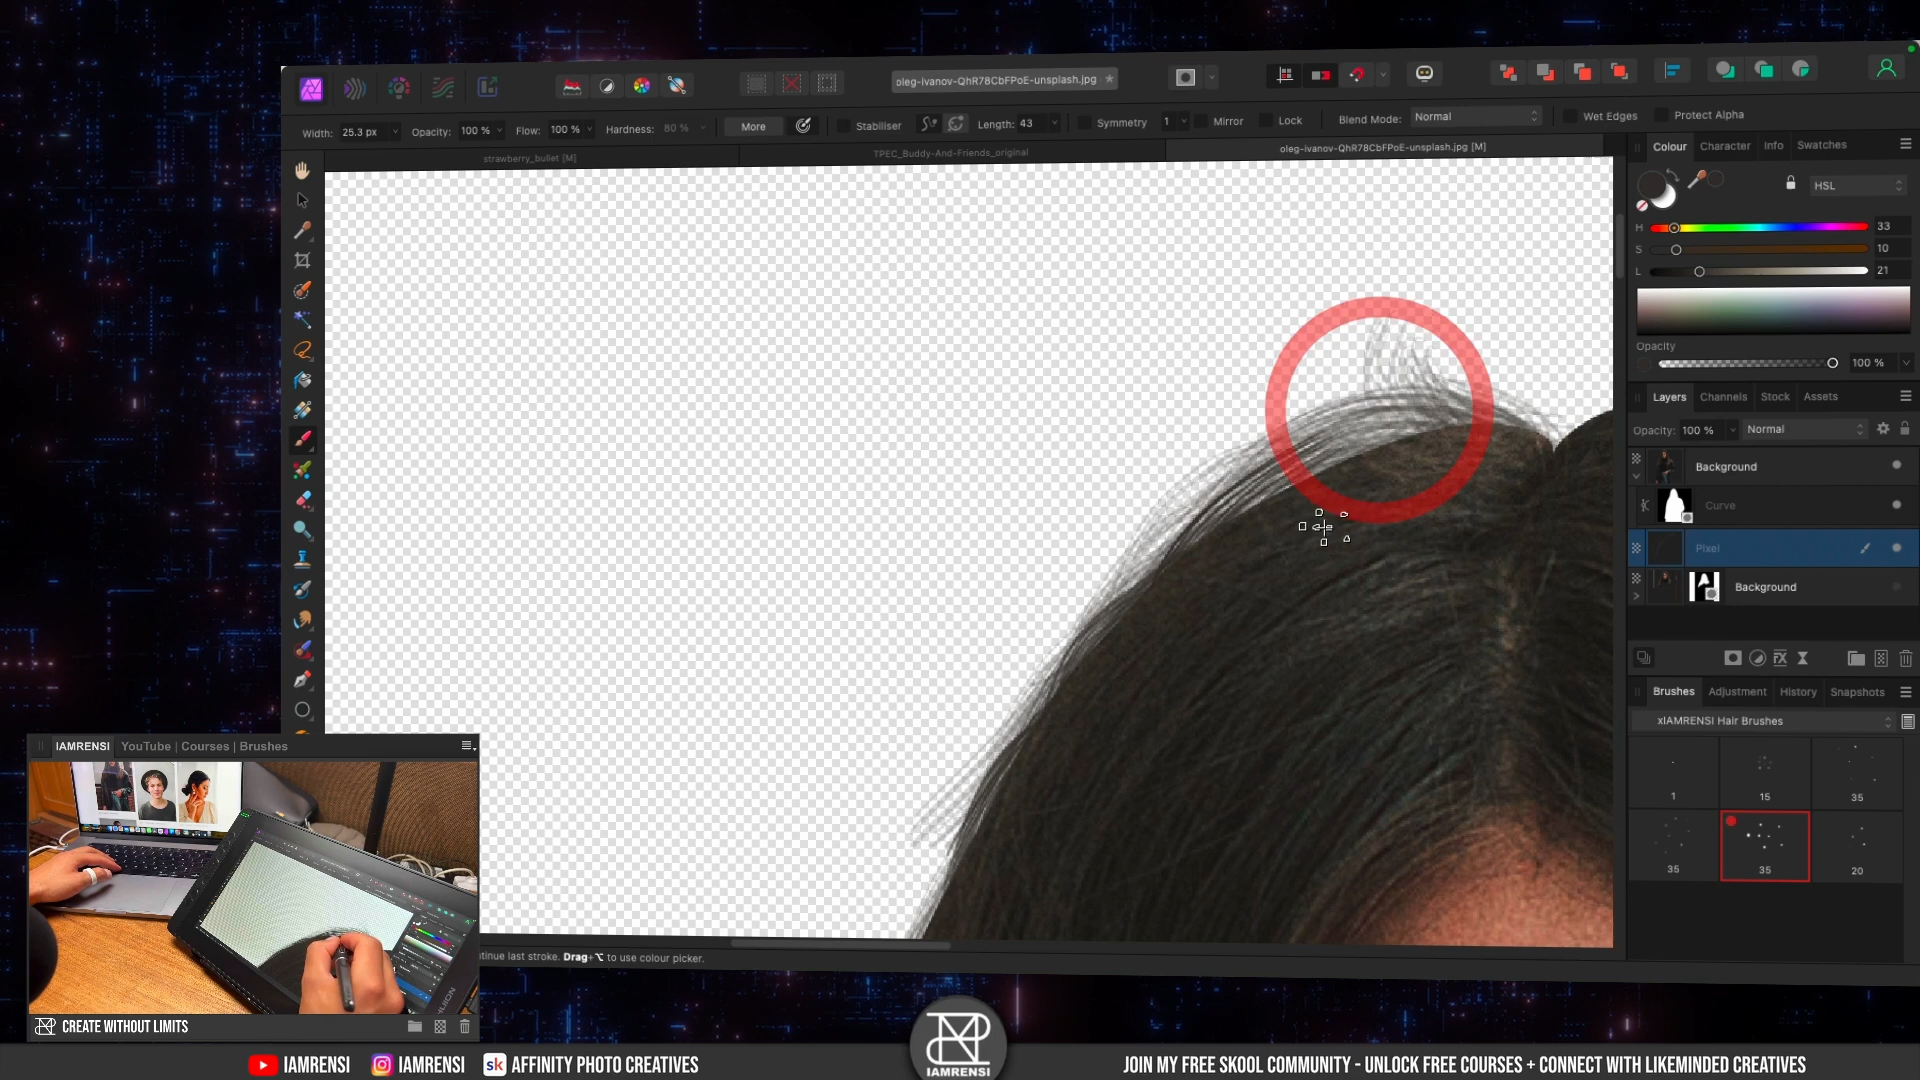 oleg-ivanov-QhR78CbFPoE-unsplash.jpg *
Width: 25.3 px Opacity: 100 % Flow: 100 % Hardness: 80 % More Stabiliser Length: 43 Symmetry 1 Mirror Lock Blend Mode: Normal Wet Edges Protect Alpha
strawberry_bullet [M] TPEC_Buddy-And-Friends_original oleg-ivanov-QhR78CbFPoE-unsplash.jpg [M]
Colour Character Info Swatches
HSL
H 33
S 10
L 21
Opacity
100 %
Layers Channels Stock Assets
Opacity: 100 % Normal
Background
Curve
Pixel
Background
Brushes Adjustment History Snapshots
xIAMRENSI Hair Brushes
1 15 35
35 35 20
IAMRENSI YouTube | Courses | Brushes
HUION
CREATE WITHOUT LIMITS
ntinue last stroke. Drag+⌥ to use colour picker.
IAMRENSI
IAMRENSI IAMRENSI sk AFFINITY PHOTO CREATIVES
JOIN MY FREE SKOOL COMMUNITY - UNLOCK FREE COURSES + CONNECT WITH LIKEMINDED CREATIVES